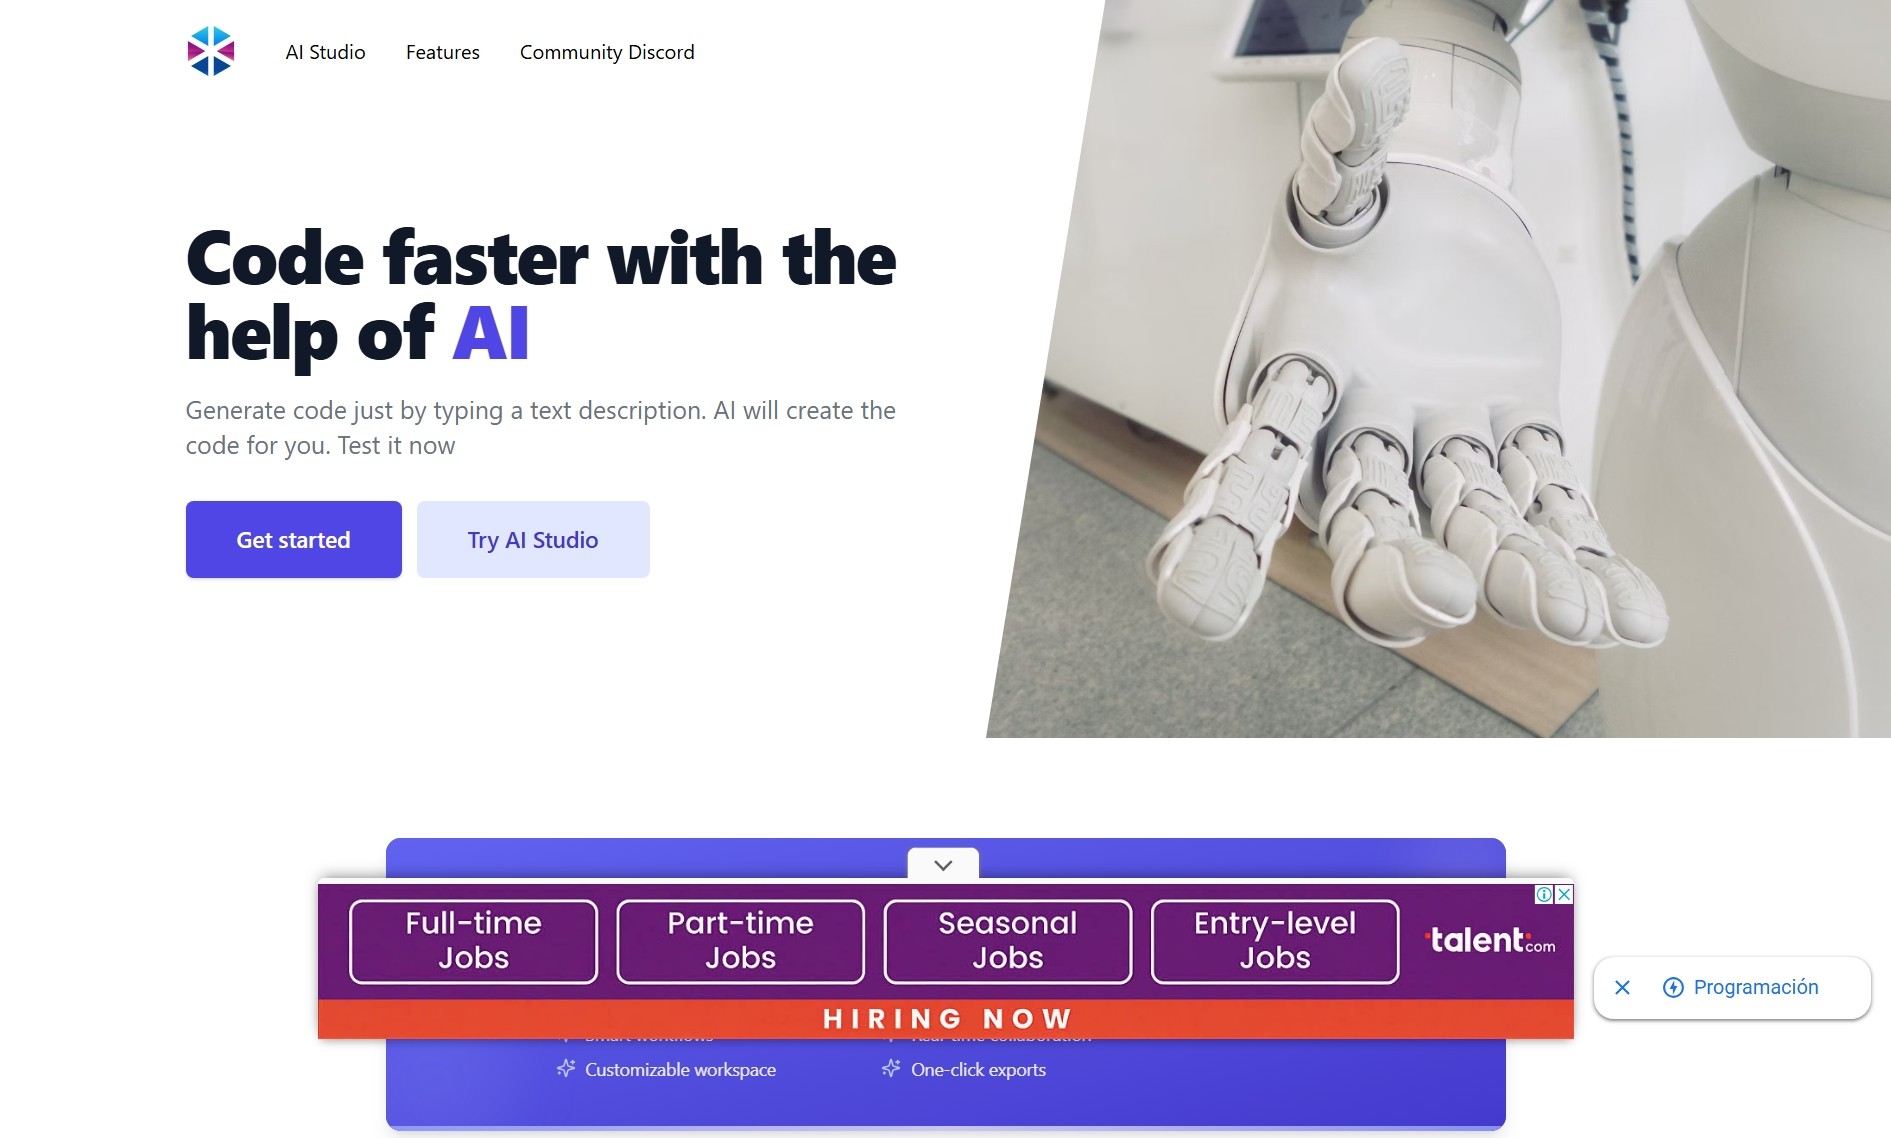 AI Studio
Features
Community Discord
Code faster with the
help of AI
Generate code just by typing a text description. AI will create the
code for you. Test it now
Get started
Try AI Studio
Full-time
Jobs
Part-time
Jobs
Seasonal
Jobs
Entry-level
Jobs
talent.com
HIRING NOW
Programación
Customizable workspace
One-click exports